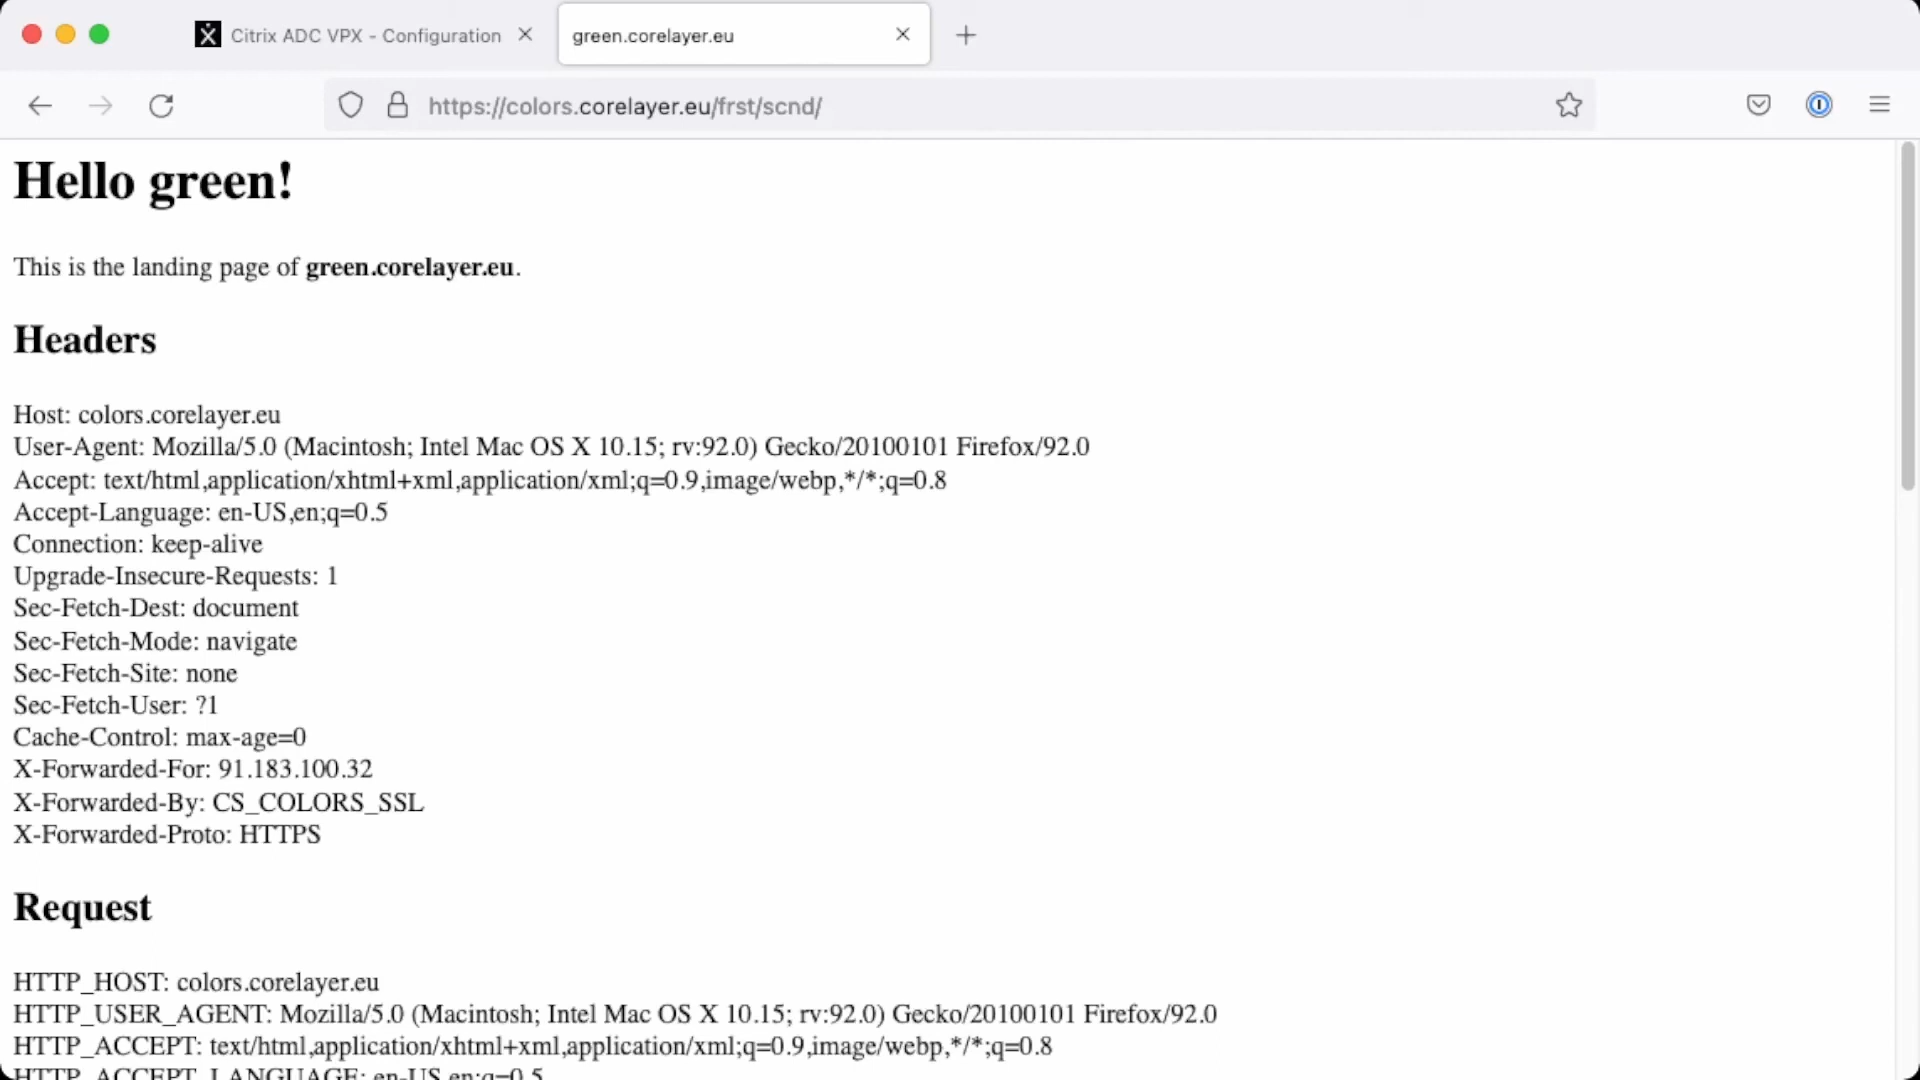 Citrix ADC VPX - Configuration
green.corelayer.eu
https://colors.corelayer.eu/frst/scnd/
Hello green!
This is the landing page of green.corelayer.eu.
Headers
Host: colors.corelayer.eu
User-Agent: Mozilla/5.0 (Macintosh; Intel Mac OS X 10.15; rv:92.0) Gecko/20100101 Firefox/92.0
Accept: text/html,application/xhtml+xml,application/xml;q=0.9,image/webp,*/*;q=0.8
Accept-Language: en-US,en;q=0.5
Connection: keep-alive
Upgrade-Insecure-Requests: 1
Sec-Fetch-Dest: document
Sec-Fetch-Mode: navigate
Sec-Fetch-Site: none
Sec-Fetch-User: ?1
Cache-Control: max-age=0
X-Forwarded-For: 91.183.100.32
X-Forwarded-By: CS_COLORS_SSL
X-Forwarded-Proto: HTTPS
Request
HTTP_HOST: colors.corelayer.eu
HTTP_USER_AGENT: Mozilla/5.0 (Macintosh; Intel Mac OS X 10.15; rv:92.0) Gecko/20100101 Firefox/92.0
HTTP_ACCEPT: text/html,application/xhtml+xml,application/xml;q=0.9,image/webp,*/*;q=0.8
HTTP_ACCEPT_LANGUAGE: en-US,en;q=0.5